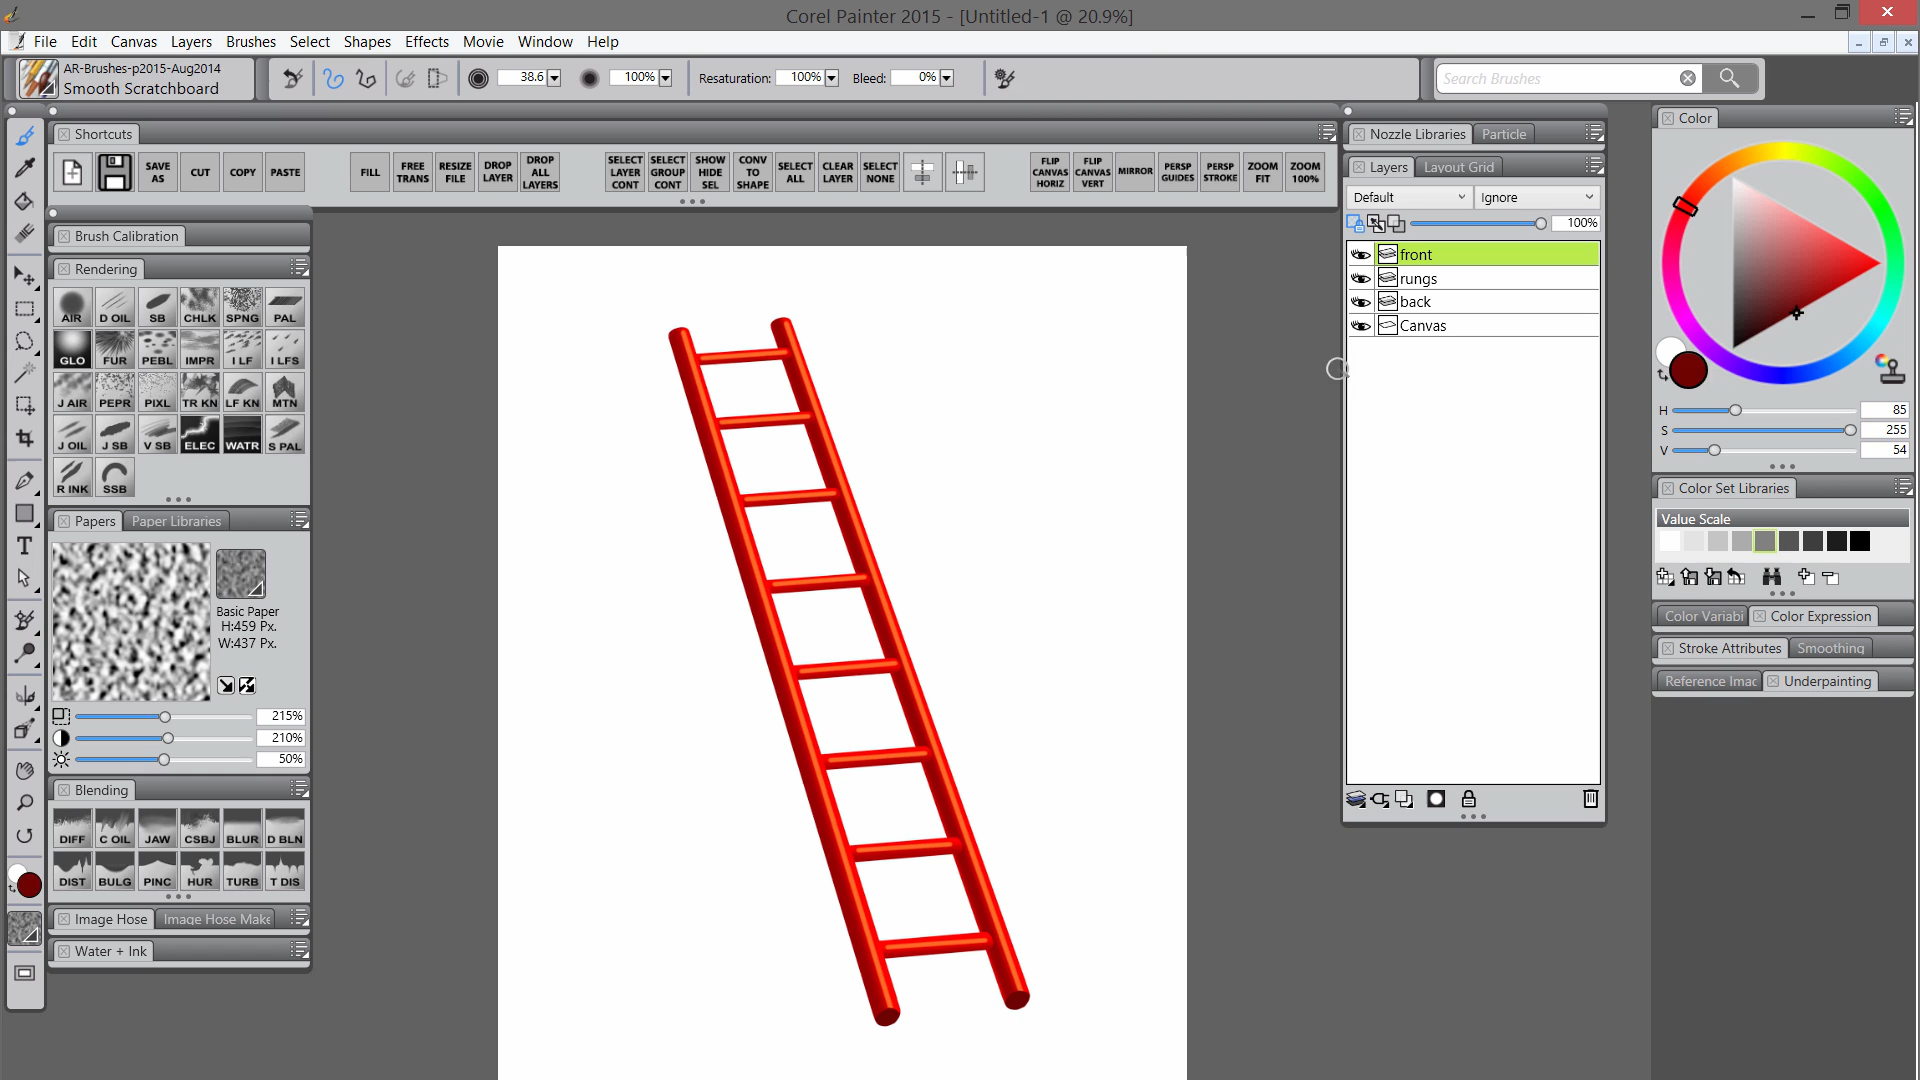 Corel Painter 2015 - [Untitled-1 @ 20.9%]
File Edit Canvas Layers Brushes Select Shapes Effects Movie Window Help
AR-Brushes-p2015-Aug2014
Smooth Scratchboard
38.6 100% Resaturation: 100% Bleed: 0%
Search Brushes
Shortcuts
SAVE AS CUT COPY PASTE FILL FREE TRANS RESIZE FILE DROP LAYER DROP ALL LAYERS SELECT LAYER CONT SELECT GROUP CONT SHOW HIDE SEL CONV TO SHAPE SELECT ALL CLEAR LAYER SELECT NONE FLIP CANVAS HORIZ FLIP CANVAS VERT MIRROR PERSP GUIDES PERSP STROKE ZOOM FIT ZOOM 100%
Brush Calibration
Rendering
AIR D OIL SB CHLK SPNG PAL
GLO FUR PEBL IMPR I LF I LFS
J AIR PEPR PIXL TR KN LF KN MTN
J OIL J SB V SB ELEC WATR S PAL
R INK SSB
Papers Paper Libraries
Basic Paper
H:459 Px.
W:437 Px.
215%
210%
50%
Blending
DIFF C OIL JAW CSBJ BLUR D BLN
DIST BULG PINC HUR TURB T DIS
Image Hose Image Hose Make
Water + Ink
Nozzle Libraries Particle
Layers Layout Grid
Default Ignore
100%
front
rungs
back
Canvas
Color
H 85
S 255
V 54
Color Set Libraries
Value Scale
Color Variabi Color Expression
Stroke Attributes Smoothing
Reference Imac Underpainting